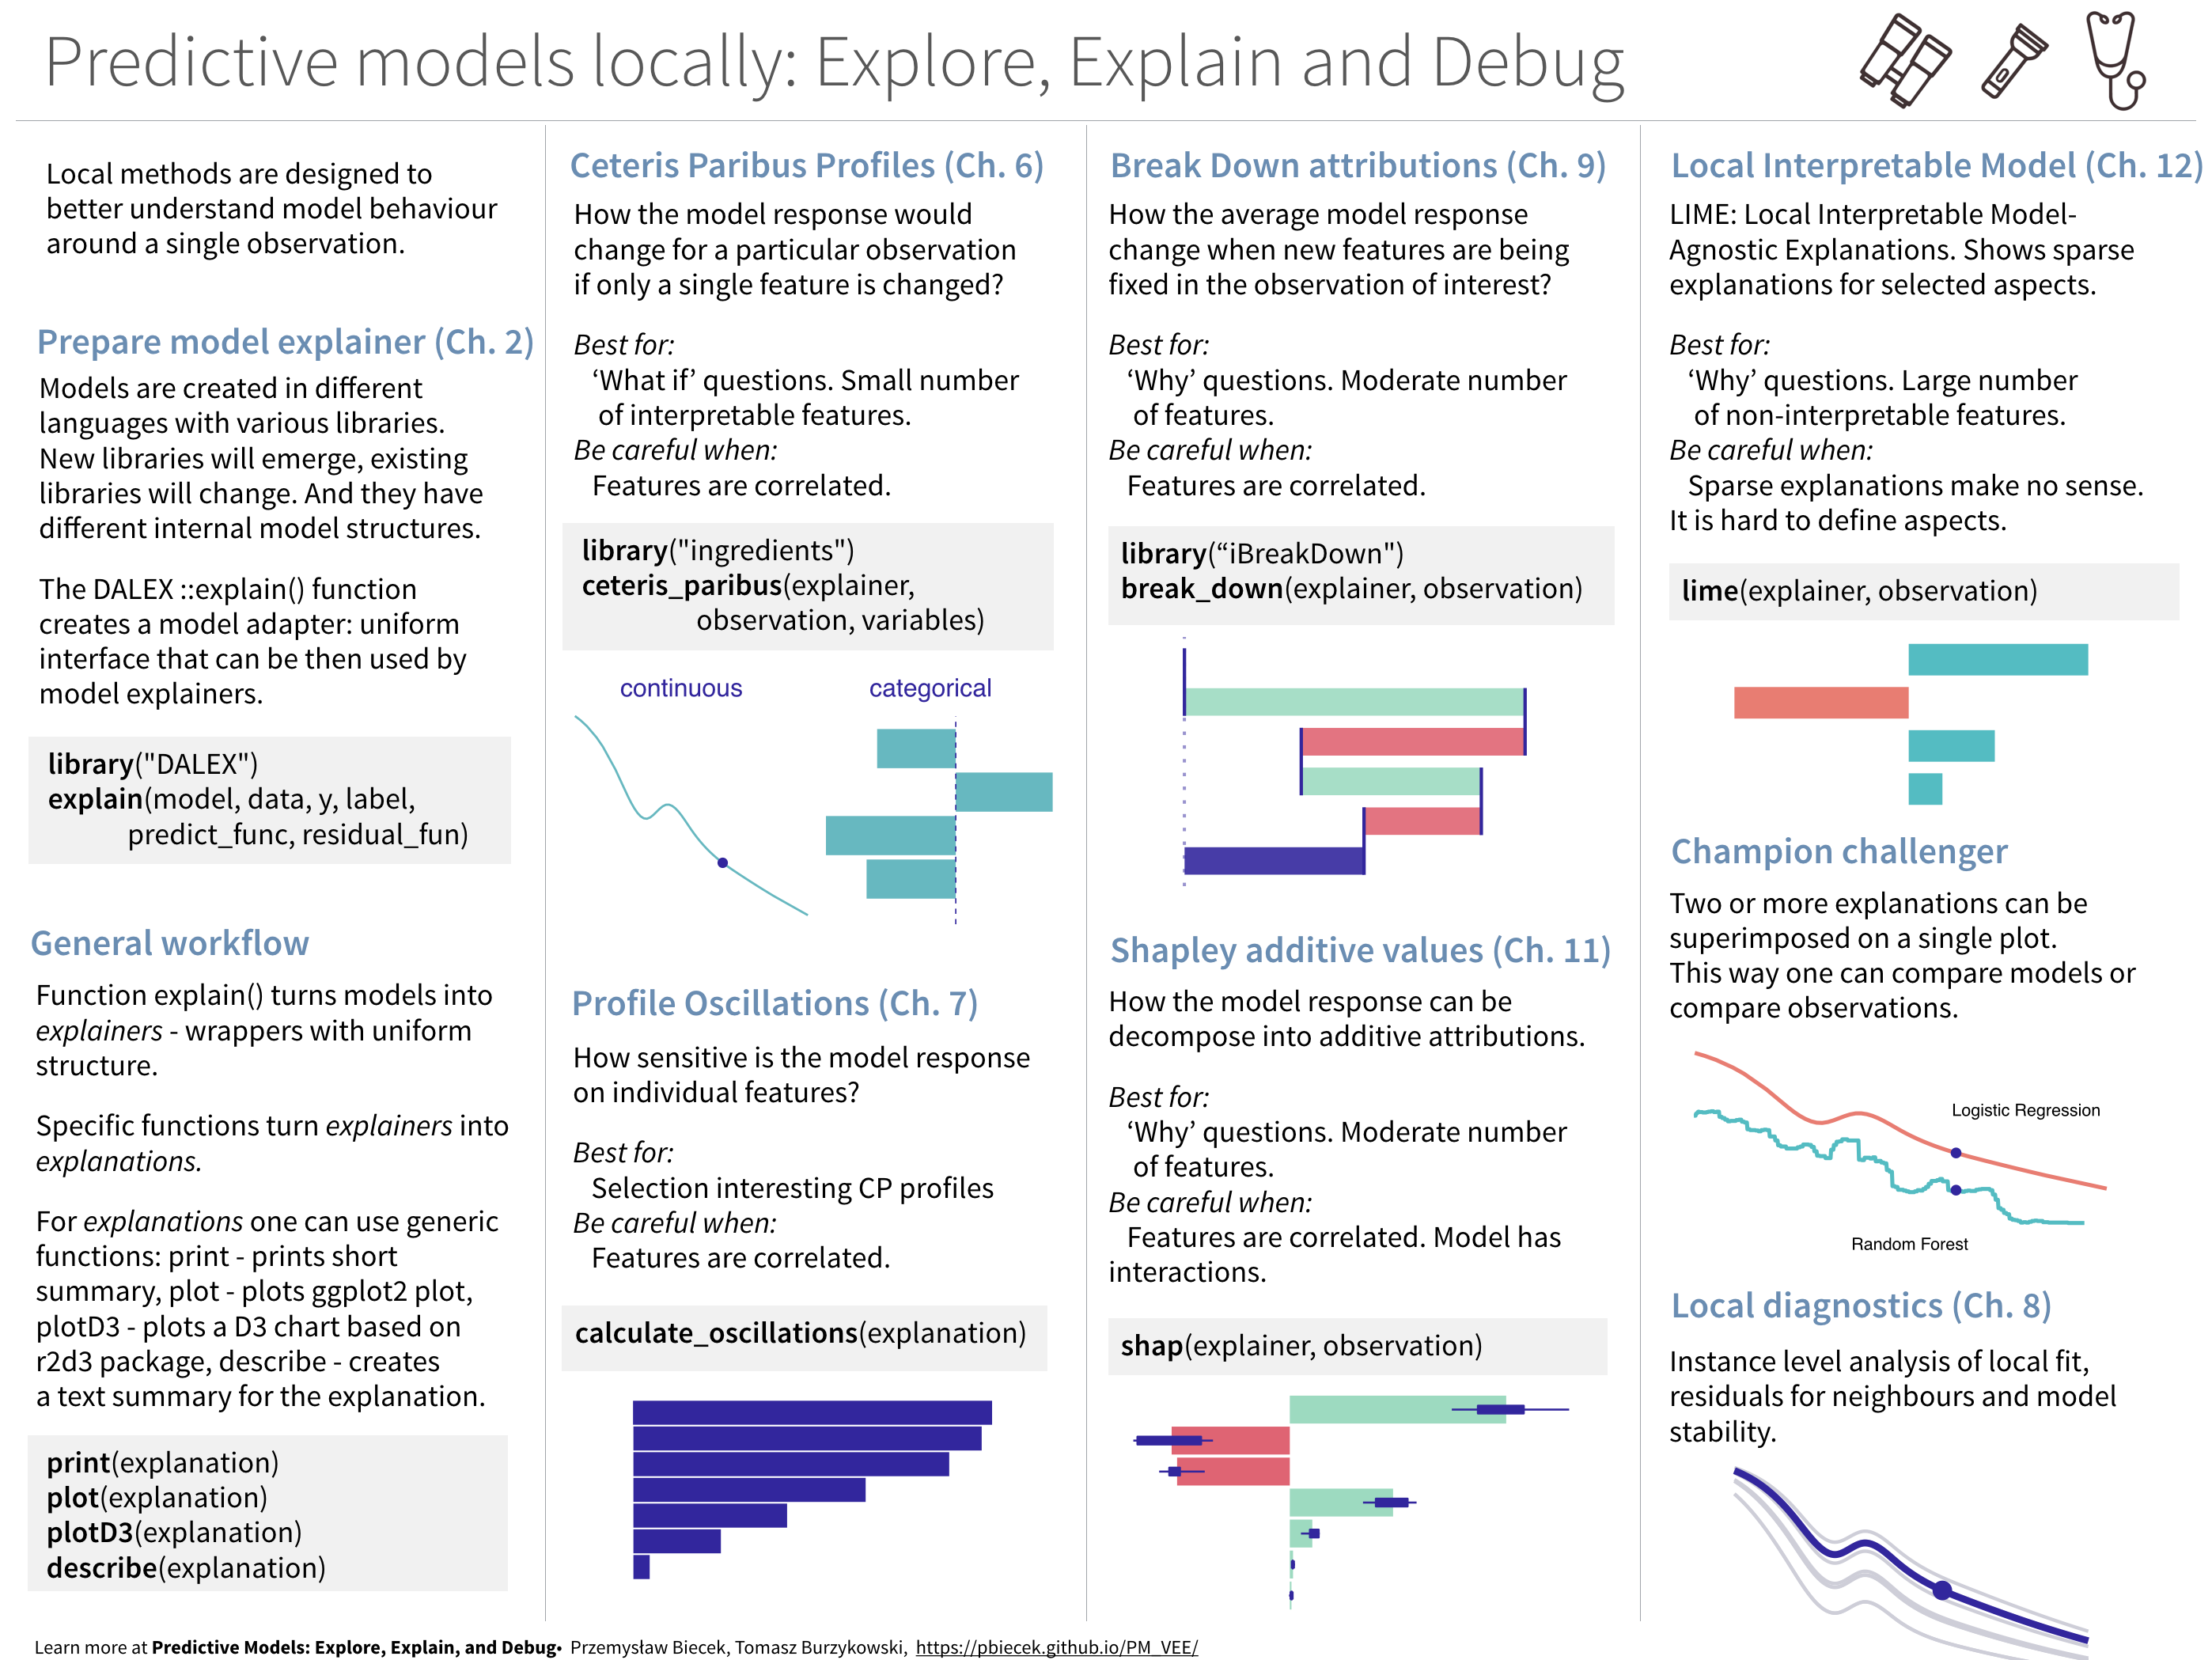 Predictive models locally: Explore, Explain and Debug
Local methods are designed to
better understand model behaviour
around a single observation.
Prepare model explainer (Ch. 2)
Models are created in different
languages with various libraries.
New libraries will emerge, existing
libraries will change. And they have
different internal model structures.
The DALEX ::explain() function
creates a model adapter: uniform
interface that can be then used by
model explainers.
library("DALEX")
explain(model, data, y, label,
predict_func, residual_fun)
General workflow
Function explain() turns models into
explainers - wrappers with uniform
structure.
Specific functions turn explainers into
explanations.
For explanations one can use generic
functions: print - prints short
summary, plot - plots ggplot2 plot,
plotD3 - plots a D3 chart based on
r2d3 package, describe - creates
a text summary for the explanation.
print(explanation)
plot(explanation)
plotD3(explanation)
describe(explanation)
Ceteris Paribus Profiles (Ch. 6)
How the model response would
change for a particular observation
if only a single feature is changed?
Best for:
‘What if’ questions. Small number
of interpretable features.
Be careful when:
Features are correlated.
library("ingredients")
ceteris_paribus(explainer,
observation, variables)
continuous categorical
Profile Oscillations (Ch. 7)
How sensitive is the model response
on individual features?
Best for:
Selection interesting CP profiles
Be careful when:
Features are correlated.
calculate_oscillations(explanation)
Break Down attributions (Ch. 9)
How the average model response
change when new features are being
fixed in the observation of interest?
Best for:
‘Why’ questions. Moderate number
of features.
Be careful when:
Features are correlated.
library(“iBreakDown")
break_down(explainer, observation)
Shapley additive values (Ch. 11)
How the model response can be
decompose into additive attributions.
Best for:
‘Why’ questions. Moderate number
of features.
Be careful when:
Features are correlated. Model has
interactions.
shap(explainer, observation)
Local Interpretable Model (Ch. 12)
LIME: Local Interpretable Model-
Agnostic Explanations. Shows sparse
explanations for selected aspects.
Best for:
‘Why’ questions. Large number
of non-interpretable features.
Be careful when:
Sparse explanations make no sense.
It is hard to define aspects.
lime(explainer, observation)
Champion challenger
Two or more explanations can be
superimposed on a single plot.
This way one can compare models or
compare observations.
Logistic Regression
Random Forest
Local diagnostics (Ch. 8)
Instance level analysis of local fit,
residuals for neighbours and model
stability.
Learn more at Predictive Models: Explore, Explain, and Debug• Przemysław Biecek, Tomasz Burzykowski, https://pbiecek.github.io/PM_VEE/